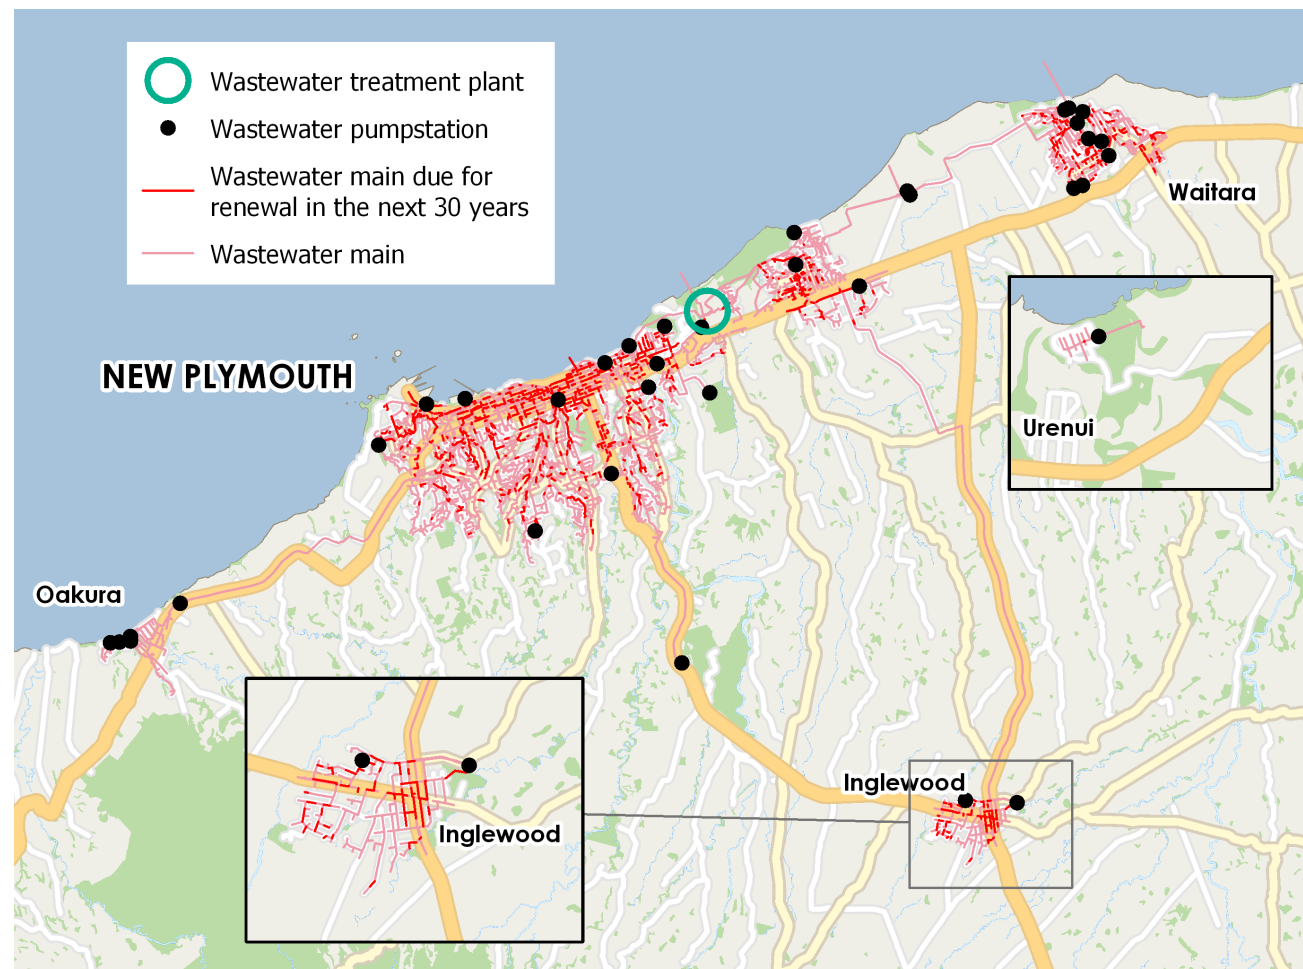 Wastewater treatment plant
Wastewater pumpstation
Wastewater main due for
renewal in the next 30 years
Wastewater main
Waitara
NEW PLYMOUTH
Urenui
Oakura
Inglewood
Inglewood